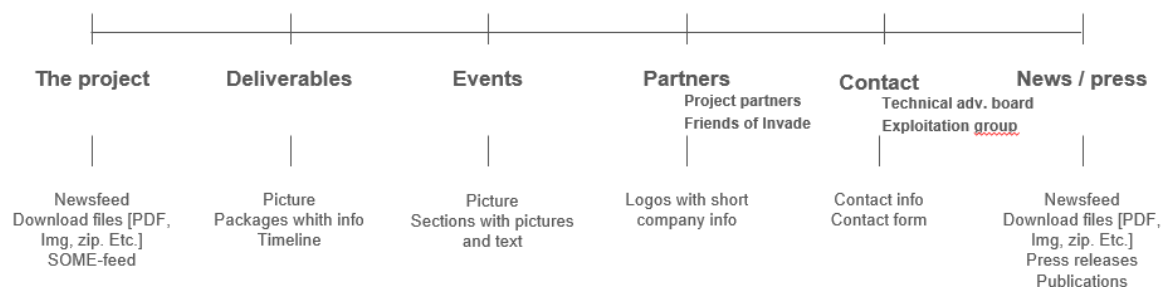 The project
Deliverables
Events
Partners
Project partners
Friends of Invade
Contact
Technical adv. board
Exploitation group
News / press
Newsfeed
Download files [PDF,
Img, zip. Etc.]
SOME-feed
Picture
Packages whith info
Timeline
Picture
Sections with pictures
and text
Logos with short
company info
Contact info
Contact form
Newsfeed
Download files [PDF,
Img, zip. Etc.]
Press releases
Publications